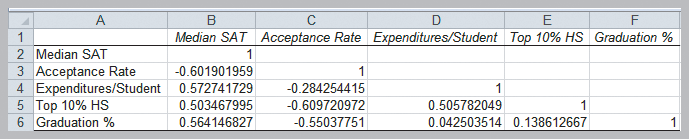 A B C D E F
1 Median SAT Acceptance Rate Expenditures/Student Top 10% HS Graduation %
2 Median SAT 1
3 Acceptance Rate -0.601901959 1
4 Expenditures/Student 0.572741729 -0.284254415 1
5 Top 10% HS 0.503467995 -0.609720972 0.505782049 1
6 Graduation % 0.564146827 -0.55037751 0.042503514 0.138612667 1